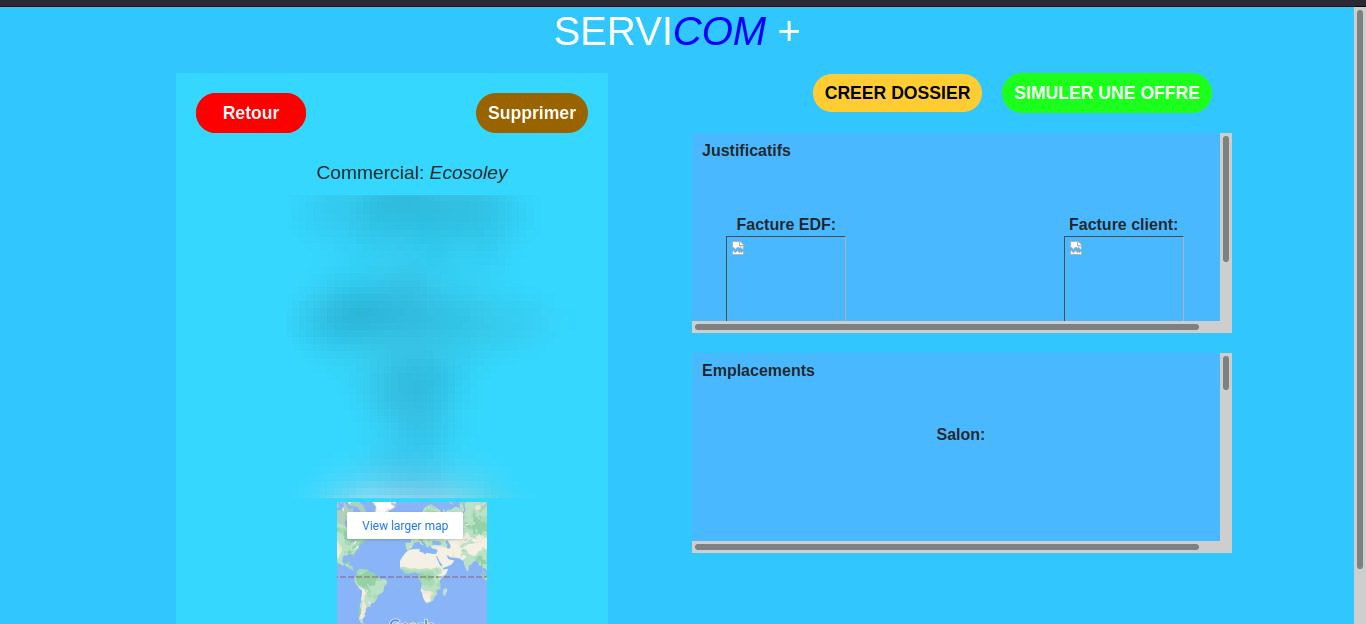 SERVICOM +
Retour
Supprimer
Commercial: Ecosoley
View larger map
CREER DOSSIER
SIMULER UNE OFFRE
Justificatifs
Facture EDF:
Facture client:
Emplacements
Salon: